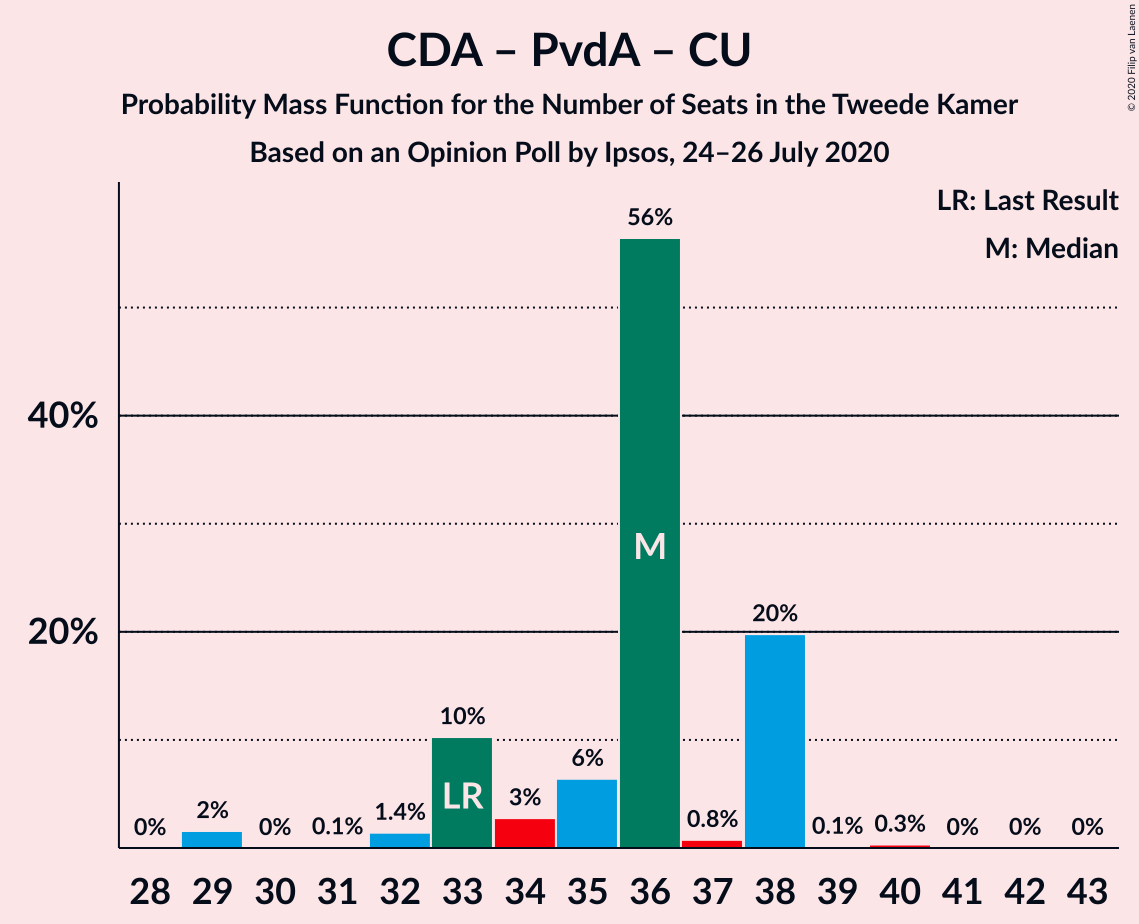 CDA – PvdA – CU
Probability Mass Function for the Number of Seats in the Tweede Kamer
Based on an Opinion Poll by Ipsos, 24–26 July 2020
© 2020 Filip van Laenen
LR: Last Result
M: Median
56%
40%
M
20%
20%
10%
6%
LR
3%
2%
1.4%
0.8%
0.3%
0%
0%
0.1%
0.1%
0%
0%
0%
28 29 30 31 32 33 34 35 36 37 38 39 40 41 42 43